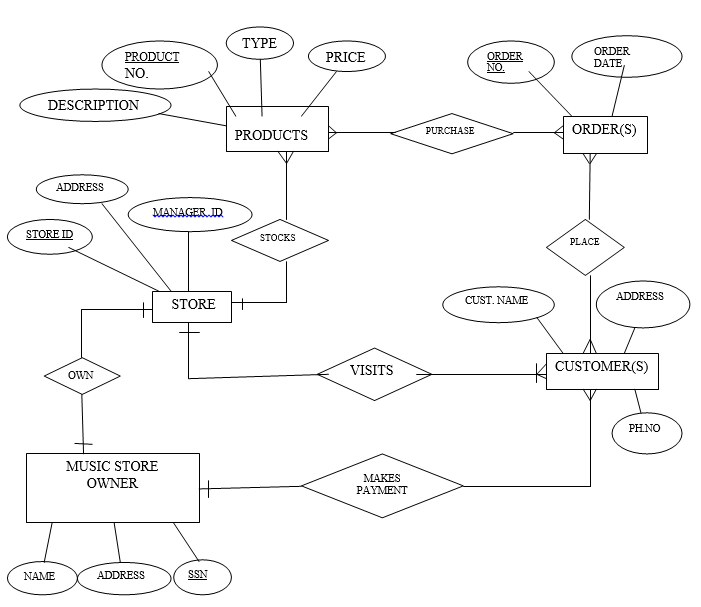 TYPE
PRODUCT
NO.
PRICE
ORDER
NO.
ORDER
DATE
DESCRIPTION
PRODUCTS
PURCHASE
ORDER(S)
ADDRESS
MANAGER_ID
STORE ID
STOCKS
PLACE
STORE
CUST. NAME
ADDRESS
OWN
VISITS
CUSTOMER(S)
PH.NO
MUSIC STORE
OWNER
MAKES
PAYMENT
NAME
ADDRESS
SSN